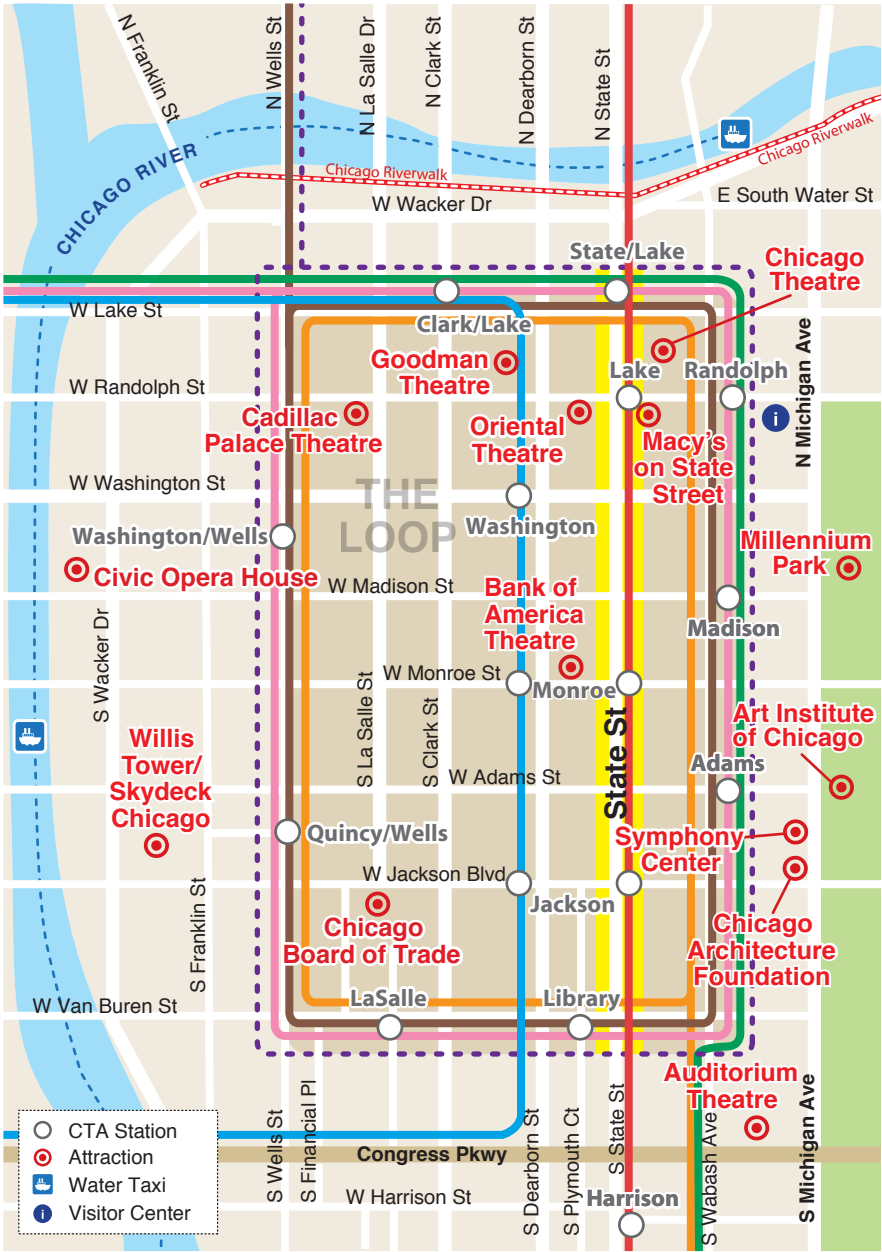 N Franklin St
N Wells St
N La Salle Dr
N Clark St
N Dearborn St
N State St
CHICAGO RIVER
Chicago Riverwalk
Chicago Riverwalk
W Wacker Dr
E South Water St
State/Lake
Chicago
Theatre
W Lake St
Clark/Lake
Goodman
Theatre
Lake
Randolph
N Michigan Ave
W Randolph St
Cadillac
Palace Theatre
Oriental
Theatre
Macy's
on State
Street
i
W Washington St
THE
LOOP
Washington
Washington/Wells
Millennium
Park
Civic Opera House
W Madison St
Bank of
America
Theatre
Madison
S Wacker Dr
W Monroe St
Monroe
S La Salle St
S Clark St
State St
Art Institute
of Chicago
Willis
Tower/
Skydeck
Chicago
W Adams St
Adams
Quincy/Wells
Symphony
Center
W Jackson Blvd
Jackson
S Franklin St
Chicago
Board of Trade
Chicago
Architecture
Foundation
W Van Buren St
LaSalle
Library
Auditorium
Theatre
S Wells St
S Financial Pl
S Dearborn St
S Plymouth Ct
S State St
S Wabash Ave
S Michigan Ave
Congress Pkwy
W Harrison St
Harrison
CTA Station
Attraction
Water Taxi
i Visitor Center